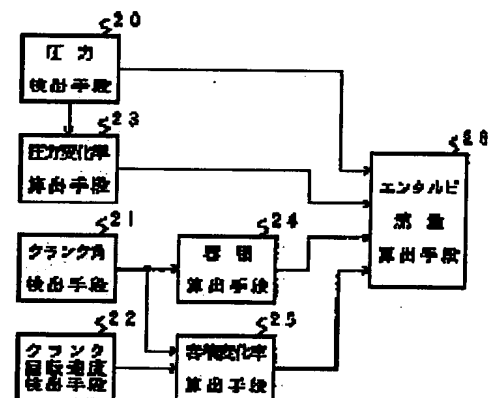 20
圧力
検出手段
23
圧力変化率
算出手段
21
クランク角
検出手段
22
クランク
回転速度
検出手段
24
容積
算出手段
25
容積変化率
算出手段
28
エンタルピ
流量
算出手段